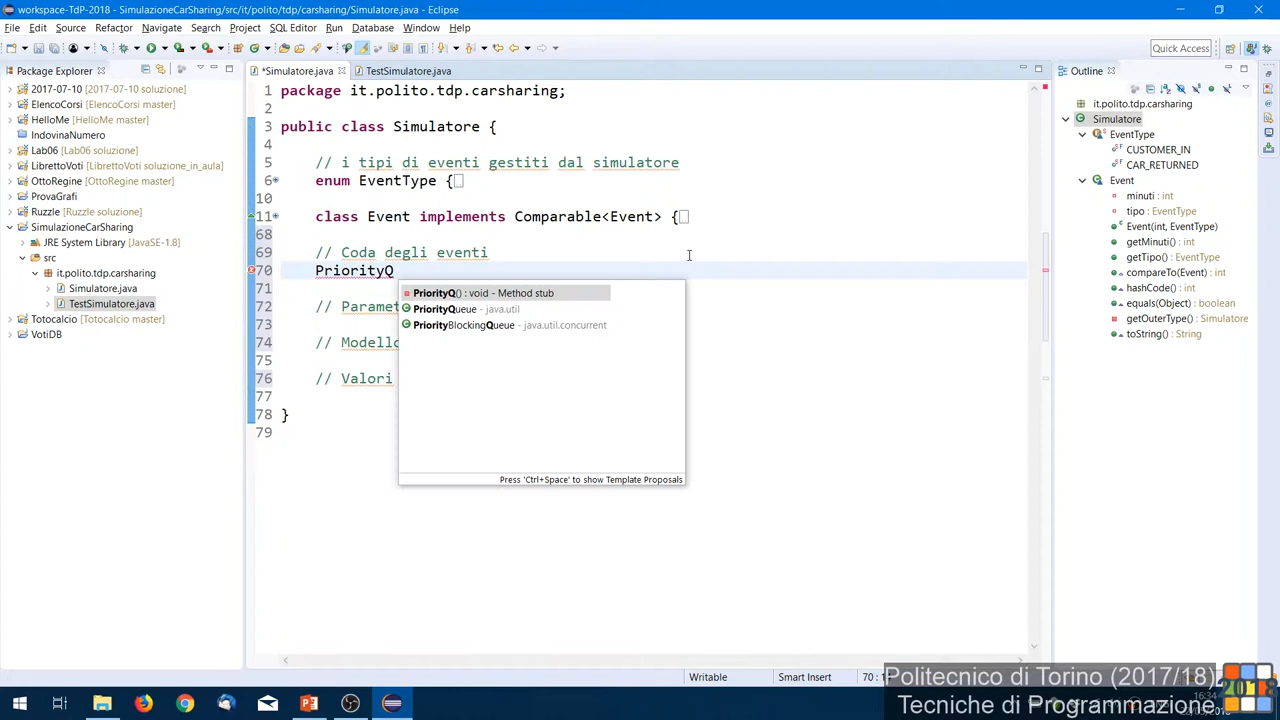 workspace-TdP-2018 - SimulazioneCarSharing/src/it/polito/tdp/carsharing/Simulatore.java - Eclipse
File Edit Source Refactor Navigate Search Project SQL Editor Run Database Window Help
Quick Access
Package Explorer
*Simulatore.java
TestSimulatore.java
Outline
2017-07-10 [2017-07-10 soluzione]
ElencoCorsi [ElencoCorsi master]
HelloMe [HelloMe master]
IndovinaNumero
Lab06 [Lab06 soluzione]
LibrettoVoti [LibrettoVoti soluzione_in_aula]
OttoRegine [OttoRegine master]
ProvaGrafi
Ruzzle [Ruzzle soluzione]
SimulazioneCarSharing
JRE System Library [JavaSE-1.8]
src
it.polito.tdp.carsharing
Simulatore.java
TestSimulatore.java
Totocalcio [Totocalcio master]
VotiDB
1 package it.polito.tdp.carsharing;
2
3 public class Simulatore {
4
5 // i tipi di eventi gestiti dal simulatore
6 enum EventType {
10
11 class Event implements Comparable<Event> {
68
69 // Coda degli eventi
70 PriorityQ
71
72 // Paramet
73
74 // Modello
75
76 // Valori
77
78 }
79
PriorityQ() : void - Method stub
PriorityQueue - java.util
PriorityBlockingQueue - java.util.concurrent
Press 'Ctrl+Space' to show Template Proposals
it.polito.tdp.carsharing
Simulatore
EventType
CUSTOMER_IN
CAR_RETURNED
Event
minuti : int
tipo : EventType
Event(int, EventType)
getMinuti() : int
getTipo() : EventType
compareTo(Event) : int
hashCode() : int
equals(Object) : boolean
getOuterType() : Simulatore
toString() : String
Writable
Smart Insert
70 :
Politecnico di Torino (2017/18)
Tecniche di Programmazione
2018
16:34